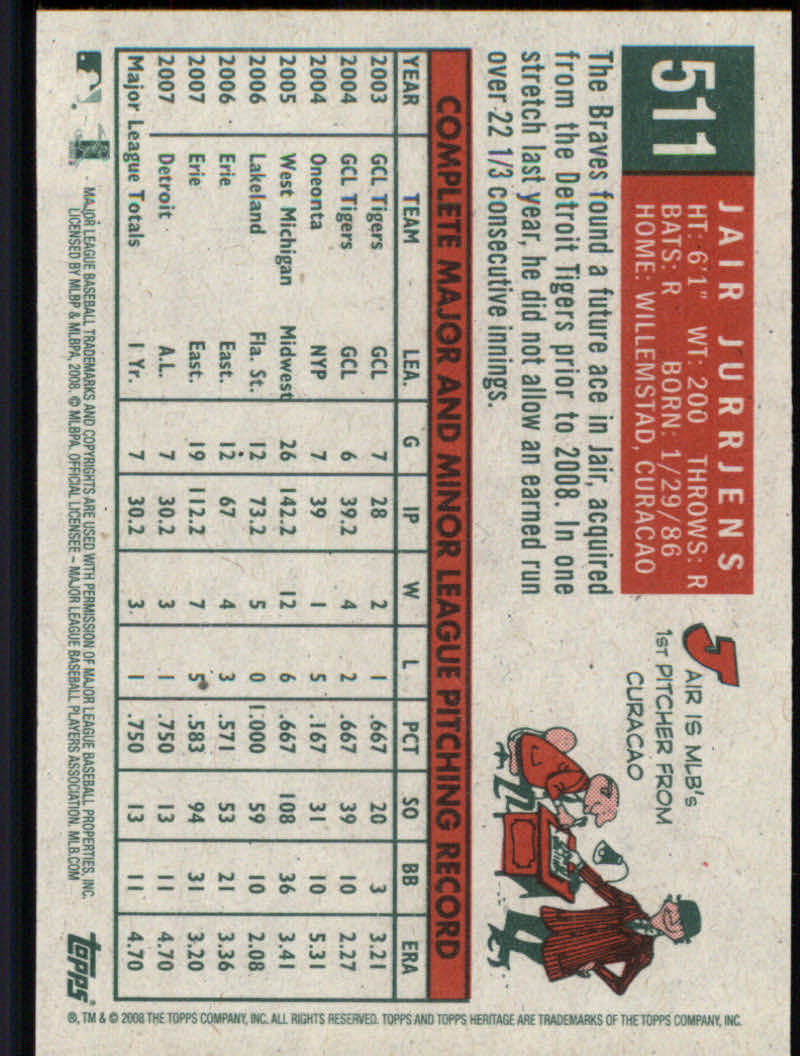 511
JAIR JURRJENS
HT: 6'1" WT: 200 THROWS: R
BATS: R BORN: 1/29/86
HOME: WILLEMSTAD, CURACAO
The Braves found a future ace in Jair, acquired
from the Detroit Tigers prior to 2008. In one
stretch last year, he did not allow an earned run
over 22 1/3 consecutive innings.
JAIR IS MLB's
1ST PITCHER FROM
CURACAO
COMPLETE MAJOR AND MINOR LEAGUE PITCHING RECORD
YEAR TEAM LEA. G IP W L PCT SO BB ERA
2003 GCL Tigers GCL 7 28 2 1 .667 20 3 3.21
2004 GCL Tigers GCL 6 39.2 4 2 .667 39 10 2.27
2004 Oneonta NYP 7 39 1 5 .167 31 10 5.31
2005 West Michigan Midwest 26 142.2 12 6 .667 108 36 3.41
2006 Lakeland Fla. St. 12 73.2 5 0 1.000 59 10 2.08
2006 Erie East. 12 67 4 3 .571 53 21 3.36
2007 Erie East. 19 112.2 7 5 .583 94 31 3.20
2007 Detroit A.L. 7 30.2 3 1 .750 13 11 4.70
Major League Totals 1 Yr. 7 30.2 3 1 .750 13 11 4.70
MAJOR LEAGUE BASEBALL TRADEMARKS AND COPYRIGHTS ARE USED WITH PERMISSION OF MAJOR LEAGUE BASEBALL PROPERTIES, INC.
LICENSED BY MLBP & MLBPA, 2008. © MLBPA. OFFICIAL LICENSEE – MAJOR LEAGUE BASEBALL PLAYERS ASSOCIATION. MLB.COM
topps
®, TM & © 2008 THE TOPPS COMPANY, INC. ALL RIGHTS RESERVED. TOPPS AND TOPPS HERITAGE ARE TRADEMARKS OF THE TOPPS COMPANY, INC.